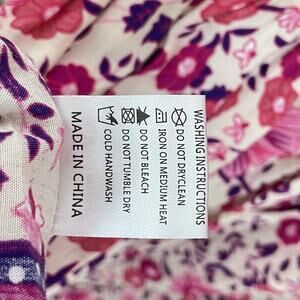 WASHING INSTRUCTIONS
DO NOT DRYCLEAN
IRON ON MEDIUM HEAT
DO NOT BLEACH
DO NOT TUMBLE DRY
COLD HANDWASH
MADE IN CHINA